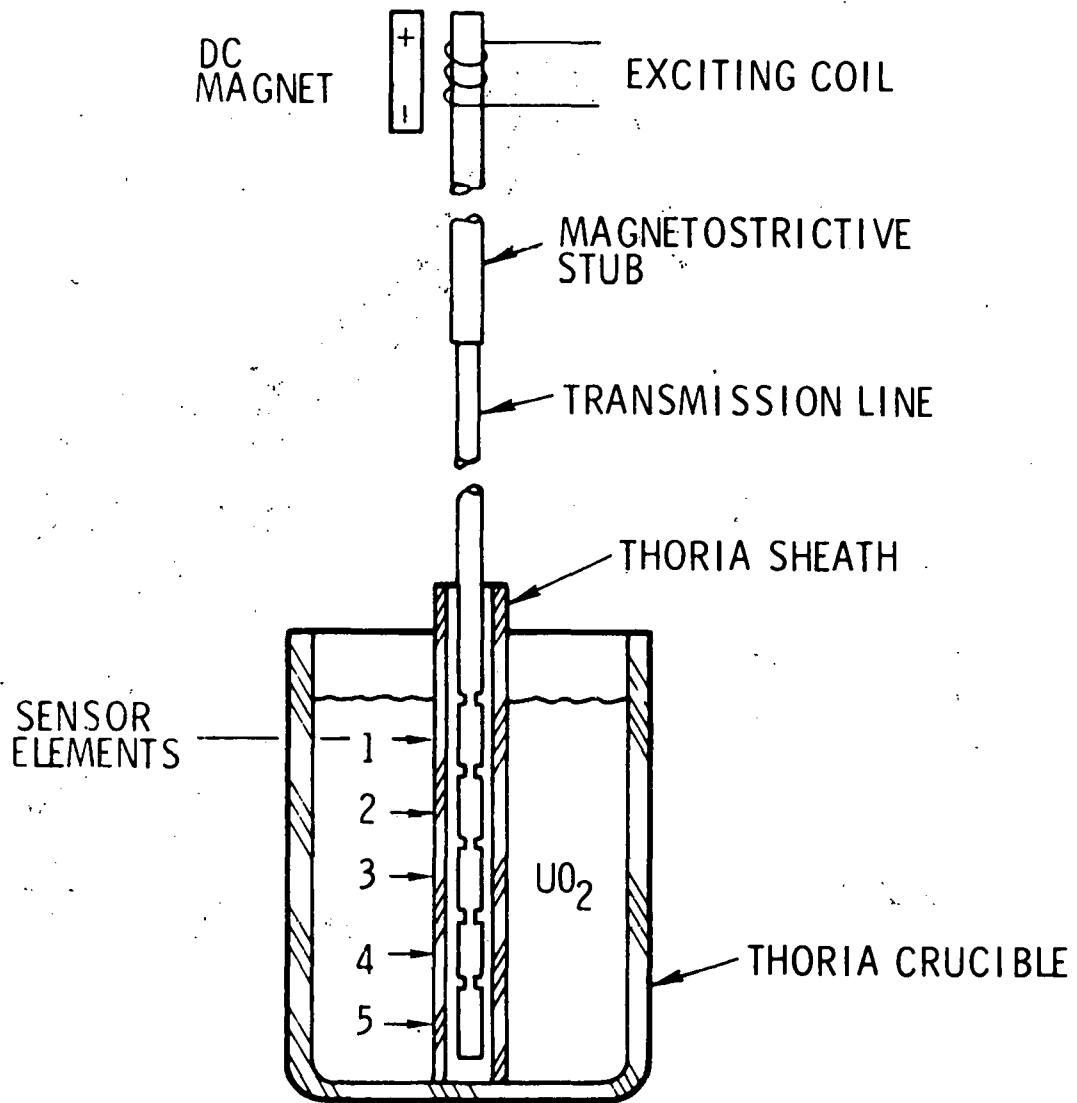 DC
MAGNET
+
-
EXCITING COIL
MAGNETOSTRICTIVE
STUB
TRANSMISSION LINE
THORIA SHEATH
SENSOR
ELEMENTS
1
2
3
4
5
UO₂
THORIA CRUCIBLE